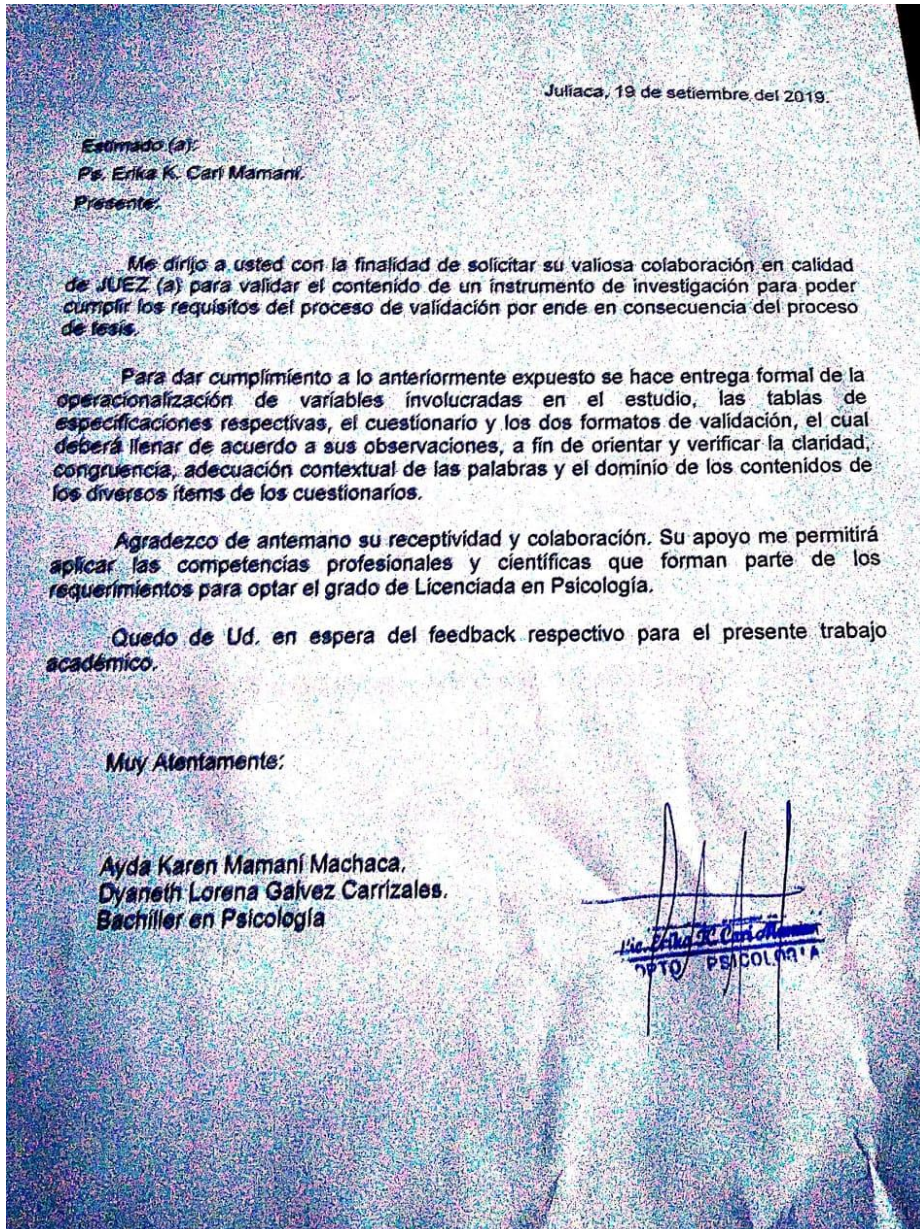 Juliaca, 19 de setiembre del 2019.
Estimado (a):
Ps. Erika K. Cari Mamani.
Presente:
Me dirijo a usted con la finalidad de solicitar su valiosa colaboración en calidad
de JUEZ (a) para validar el contenido de un instrumento de investigación para poder
cumplir los requisitos del proceso de validación por ende en consecuencia del proceso
de tesis.
Para dar cumplimiento a lo anteriormente expuesto se hace entrega formal de la
operacionalización de variables involucradas en el estudio, las tablas de
especificaciones respectivas, el cuestionario y los dos formatos de validación, el cual
deberá llenar de acuerdo a sus observaciones, a fin de orientar y verificar la claridad,
congruencia, adecuación contextual de las palabras y el dominio de los contenidos de
los diversos ítems de los cuestionarios.
Agradezco de antemano su receptividad y colaboración. Su apoyo me permitirá
aplicar las competencias profesionales y científicas que forman parte de los
requerimientos para optar el grado de Licenciada en Psicología.
Quedo de Ud. en espera del feedback respectivo para el presente trabajo
académico.
Muy Atentamente:
Ayda Karen Mamani Machaca.
Dyaneth Lorena Galvez Carrizales.
Bachiller en Psicología
Lic. Erika K. Cari Mamani
DPTO PSICOLOGIA